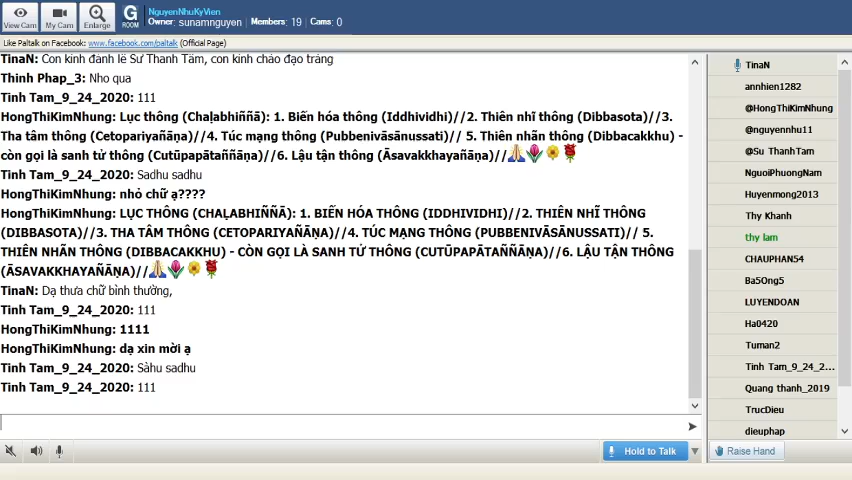 View Cam
My Cam
Enlarge
G
ROOM
NguyenNhuKyVien
Owner: sunamnguyen Members: 19 Cams: 0
Like Paltalk on Facebook: www.facebook.com/paltalk (Official Page)
TinaN: Con kính đảnh lễ Sư Thanh Tâm, con kính chào đạo tràng
Thinh Phap_3: Nho qua
Tinh Tam_9_24_2020: 111
HongThiKimNhung: Lục thông (Chaḷabhiññā): 1. Biến hóa thông (Iddhividhi)//2. Thiên nhĩ thông (Dibbasota)//3.
Tha tâm thông (Cetopariyañāṇa)//4. Túc mạng thông (Pubbenivāsānussati)// 5. Thiên nhãn thông (Dibbacakkhu) -
còn gọi là sanh tử thông (Cutūpapātaññāṇa)//6. Lậu tận thông (Āsavakkhayañāṇa)//
Tinh Tam_9_24_2020: Sadhu sadhu
HongThiKimNhung: nhỏ chữ ạ????
HongThiKimNhung: LỤC THÔNG (CHAḶABHIÑÑĀ): 1. BIẾN HÓA THÔNG (IDDHIVIDHI)//2. THIÊN NHĨ THÔNG
(DIBBASOTA)//3. THA TÂM THÔNG (CETOPARIYAÑĀṆA)//4. TÚC MẠNG THÔNG (PUBBENIVĀSĀNUSSATI)// 5.
THIÊN NHÃN THÔNG (DIBBACAKKHU) - CÒN GỌI LÀ SANH TỬ THÔNG (CUTŪPAPĀTAÑÑĀṆA)//6. LẬU TẬN THÔNG
(ĀSAVAKKHAYAÑĀṆA)//
TinaN: Dạ thưa chữ bình thường,
Tinh Tam_9_24_2020: 111
HongThiKimNhung: 1111
HongThiKimNhung: dạ xin mời ạ
Tinh Tam_9_24_2020: Sàhu sadhu
Tinh Tam_9_24_2020: 111
Hold to Talk
TinaN
annhien1282
@HongThiKimNhung
@nguyennhu11
@Su ThanhTam
NguoiPhuongNam
Huyenmong2013
Thy Khanh
thy lam
CHAUPHAN54
Ba5Ong5
LUYENDOAN
Ha0420
Tuman2
Tinh Tam_9_24_2...
Quang thanh_2019
TrucDieu
dieuphap
Raise Hand